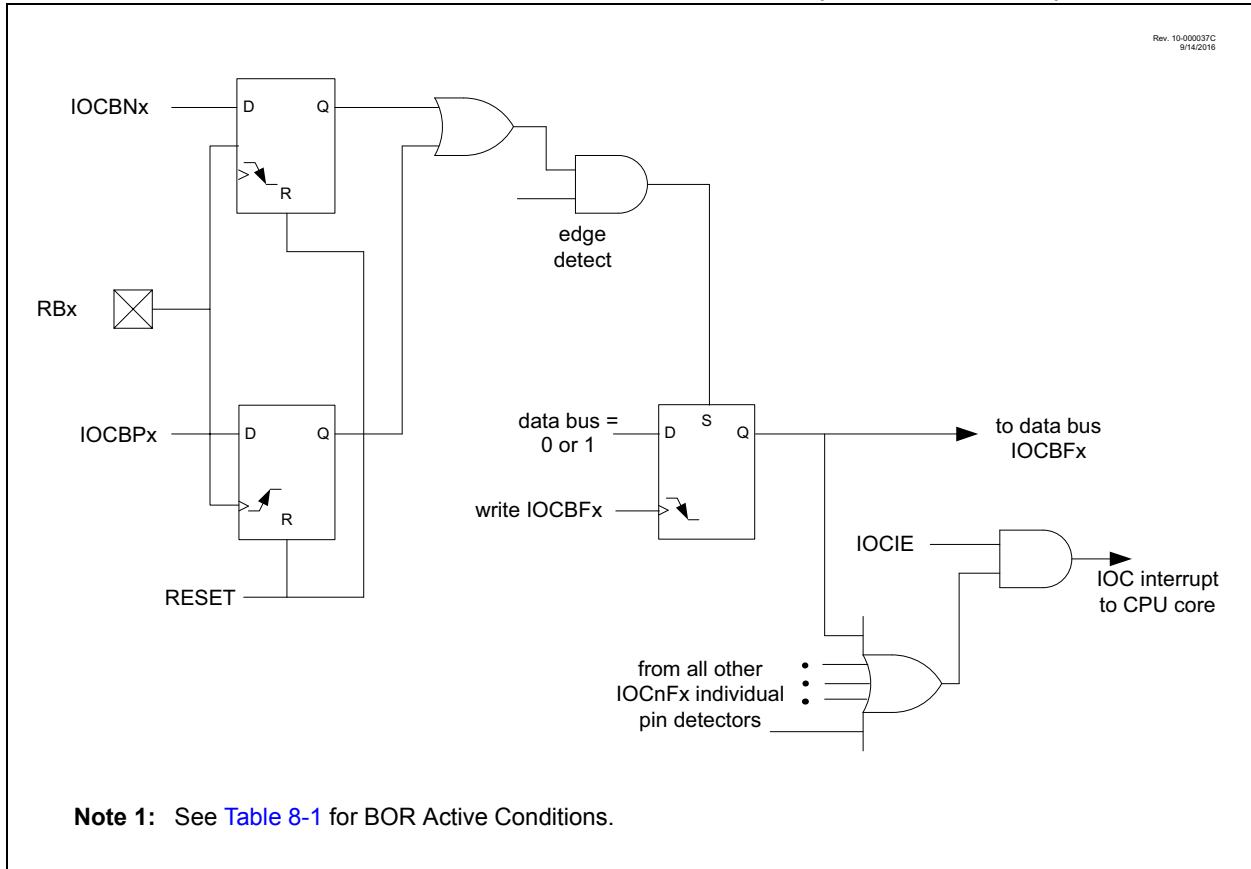 Rev. 10-000037C
9/14/2016
IOCBNx
D
Q
R
edge
detect
RBx
IOCBPx
D
Q
R
RESET
data bus =
0 or 1
D
S
Q
write IOCBFx
to data bus
IOCBFx
IOCIE
IOC interrupt
to CPU core
from all other
IOCnFx individual
pin detectors
Note 1: See Table 8-1 for BOR Active Conditions.